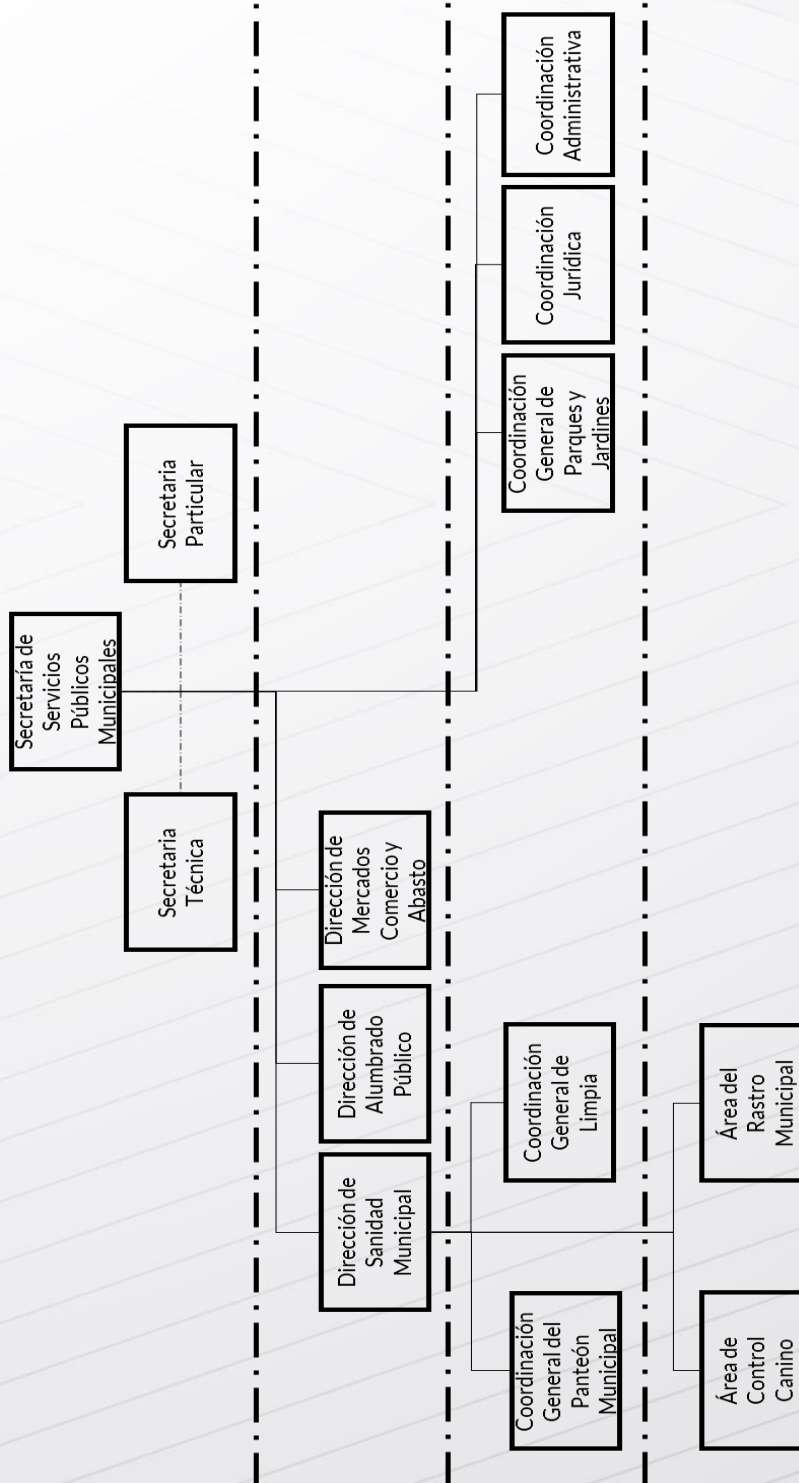 Secretaría de
Servicios
Públicos
Municipales
Secretaria
Técnica
Secretaria
Particular
Dirección de
Sanidad
Municipal
Dirección de
Alumbrado
Público
Dirección de
Mercados
Comercio y
Abasto
Coordinación
General del
Panteón
Municipal
Coordinación
General de
Limpia
Coordinación
General de
Parques y
Jardines
Coordinación
Jurídica
Coordinación
Administrativa
Área de
Control
Canino
Área del
Rastro
Municipal